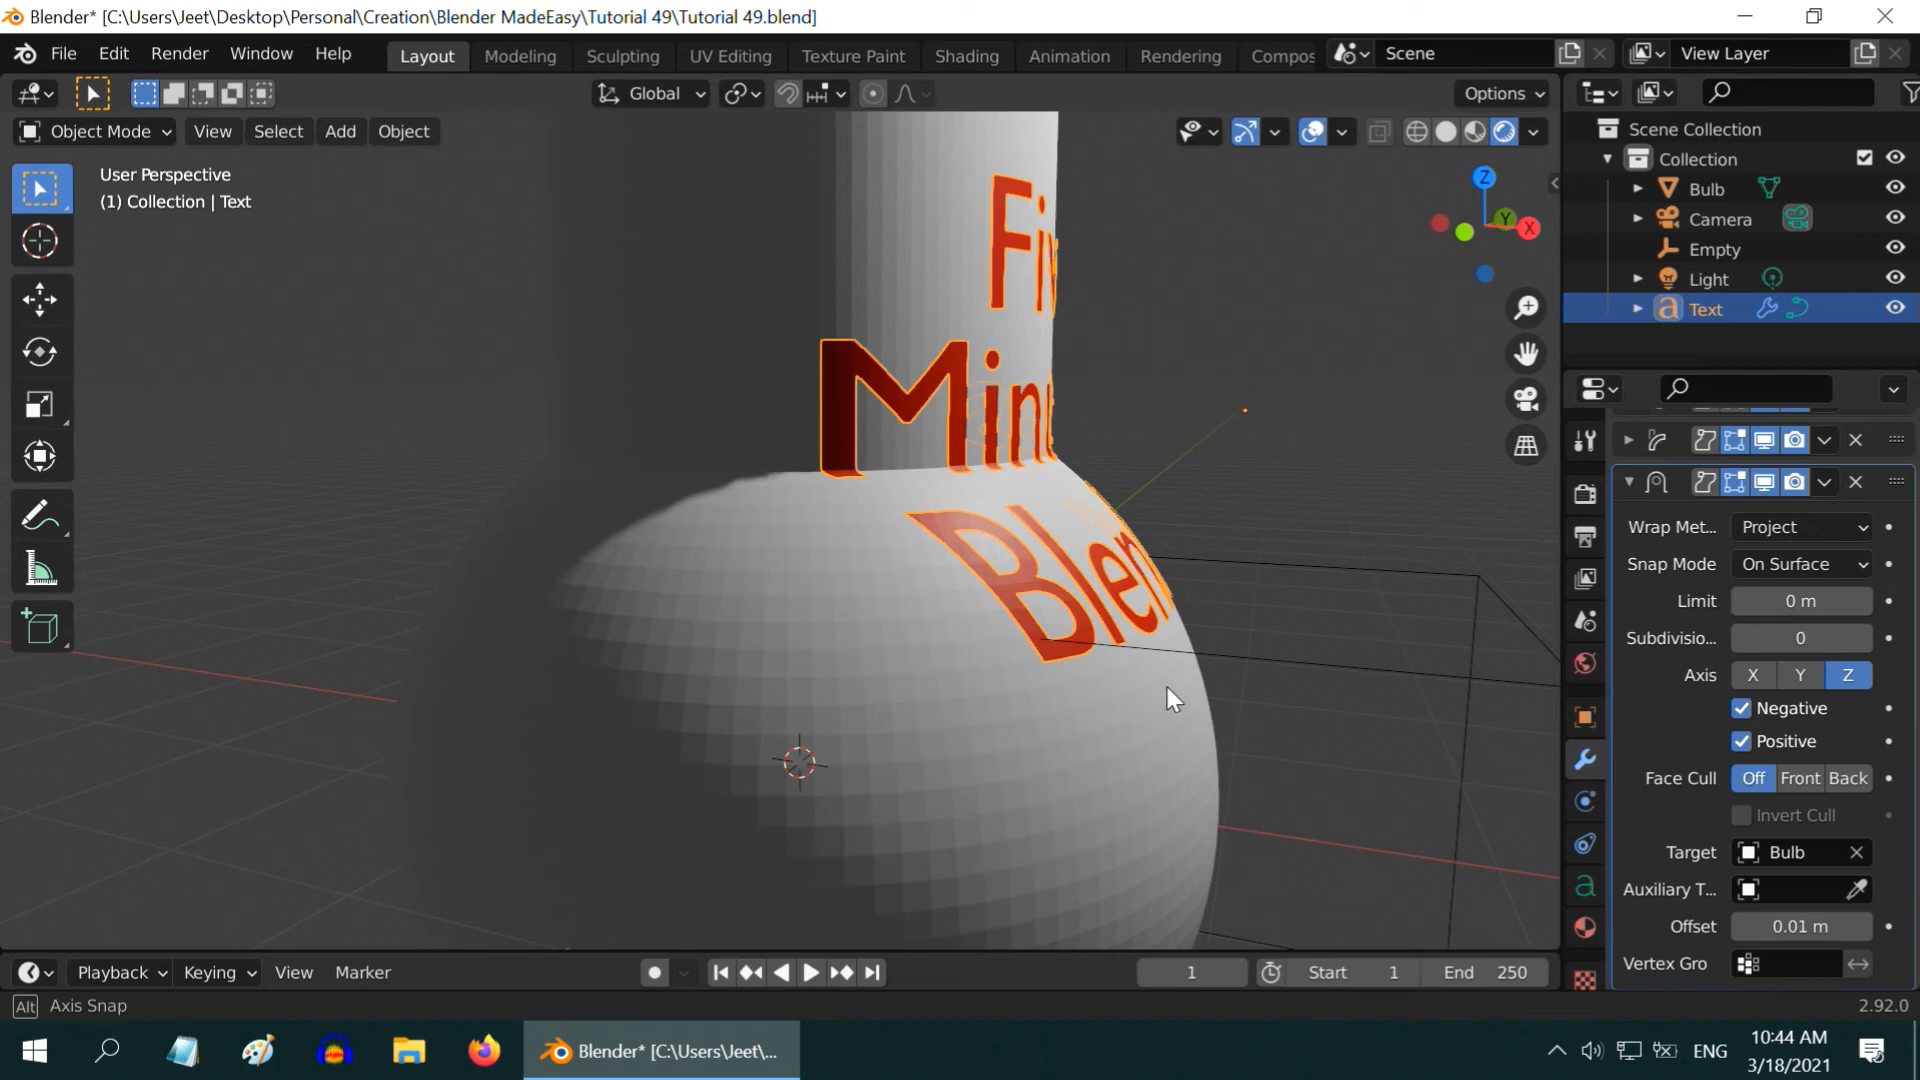 Blender* [C:\Users\Jeet\Desktop\Personal\Creation\Blender MadeEasy\Tutorial 49\Tutorial 49.blend]
File Edit Render Window Help Layout Modeling Sculpting UV Editing Texture Paint Shading Animation Rendering Compos Scene View Layer
Global Options
Object Mode View Select Add Object
User Perspective
(1) Collection | Text
Z
Y
X
Scene Collection
Collection
Bulb
Camera
Empty
Light
a Text
Fiv
Minu
Blen
Wrap Met... Project
Snap Mode On Surface
Limit 0 m
Subdivisio... 0
Axis X Y Z
Negative
Positive
Face Cull Off Front Back
Invert Cull
Target Bulb
Auxiliary T...
Offset 0.01 m
Vertex Gro
Playback Keying View Marker 1 Start 1 End 250
Alt Axis Snap 2.92.0
Blender* [C:\Users\Jeet\...
ENG
10:44 AM
3/18/2021